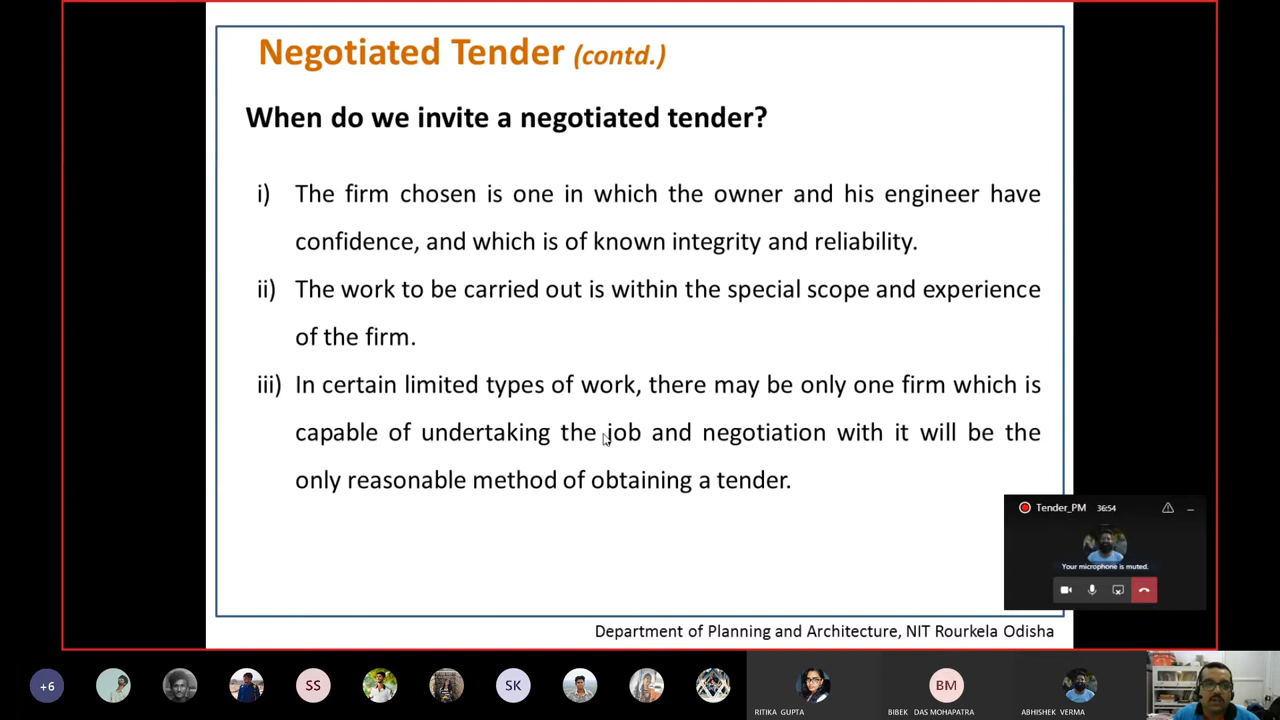 Negotiated Tender (contd.)
When do we invite a negotiated tender?
i) The firm chosen is one in which the owner and his engineer have
confidence, and which is of known integrity and reliability.
ii) The work to be carried out is within the special scope and experience
of the firm.
iii) In certain limited types of work, there may be only one firm which is
capable of undertaking the job and negotiation with it will be the
only reasonable method of obtaining a tender.
Tender_PM 36:54
Your microphone is muted.
Department of Planning and Architecture, NIT Rourkela Odisha
+6
SS
SK
BM
RITIKA GUPTA
BIBEK DAS MOHAPATRA
ABHISHEK VERMA